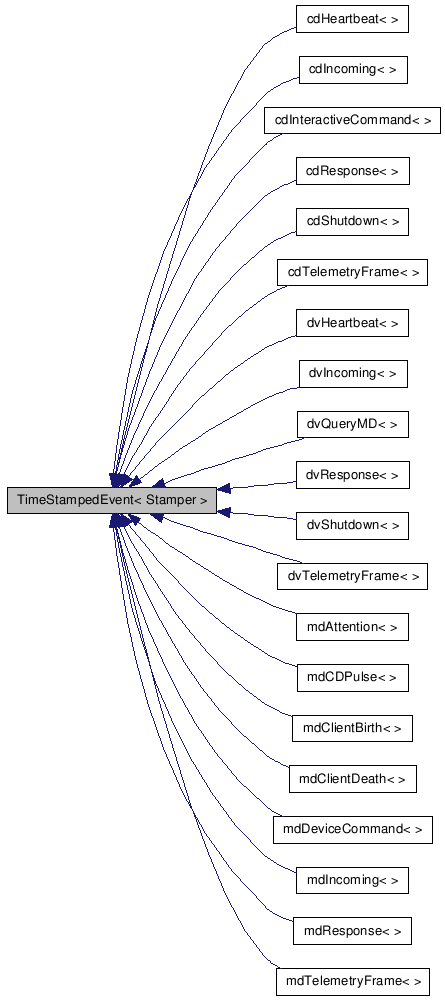 cdHeartbeat< >
cdIncoming< >
cdInteractiveCommand< >
cdResponse< >
cdShutdown< >
cdTelemetryFrame< >
dvHeartbeat< >
dvIncoming< >
dvQueryMD< >
dvResponse< >
TimeStampedEvent< Stamper >
dvShutdown< >
dvTelemetryFrame< >
mdAttention< >
mdCDPulse< >
mdClientBirth< >
mdClientDeath< >
mdDeviceCommand< >
mdIncoming< >
mdResponse< >
mdTelemetryFrame< >